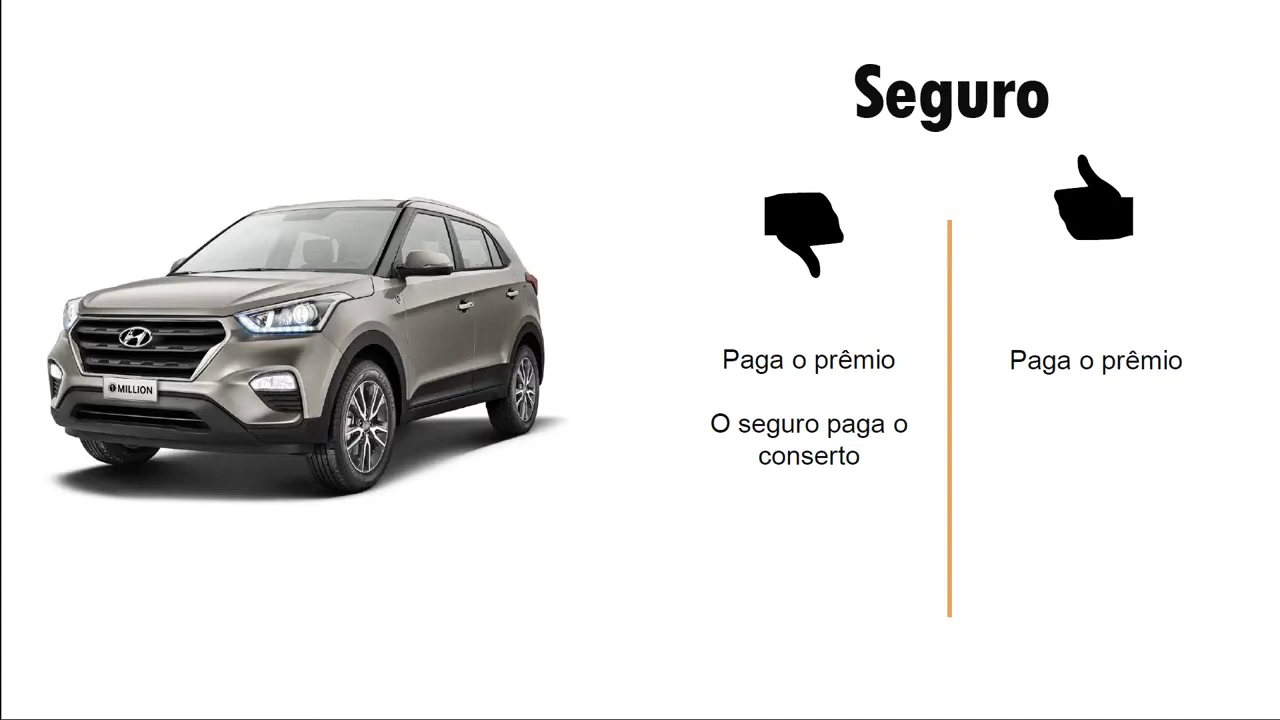 Seguro
Paga o prêmio
O seguro paga o
conserto
Paga o prêmio
MILLION